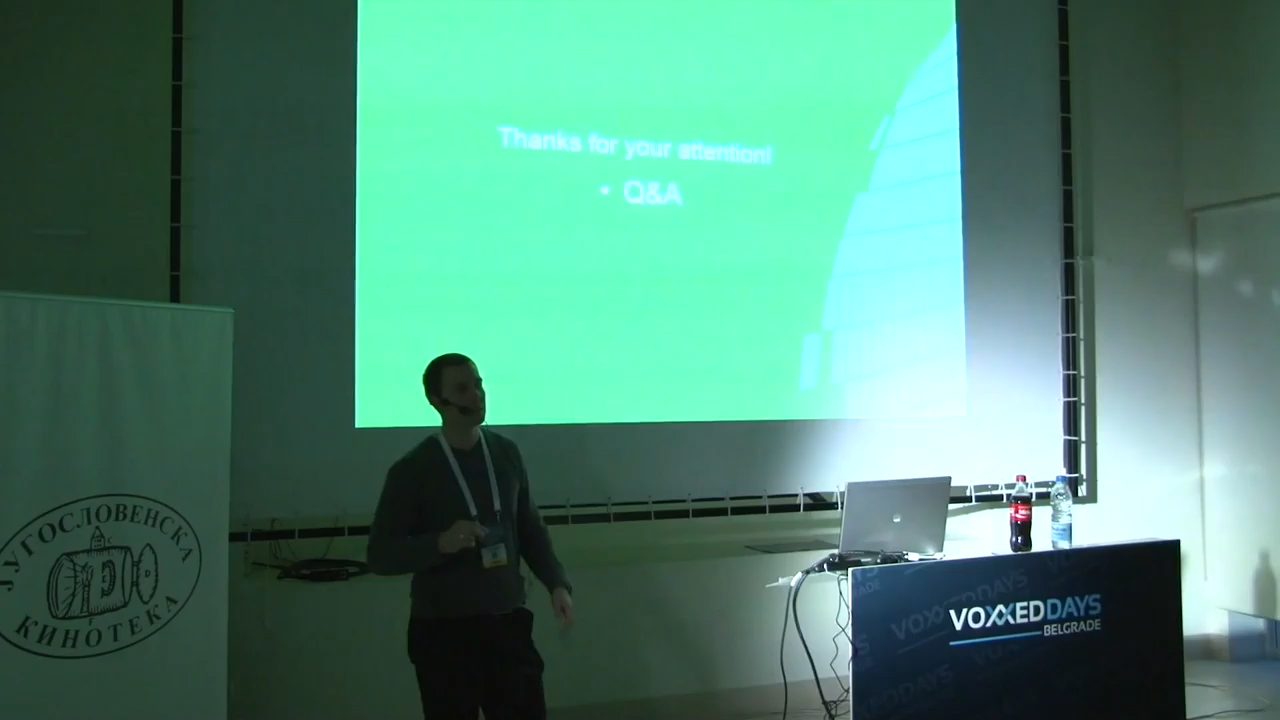 Thanks for your attention!
• Q&A
ЈУГОСЛОВЕНСКА
КИНОТЕКА
VOXXEDDAYS
BELGRADE